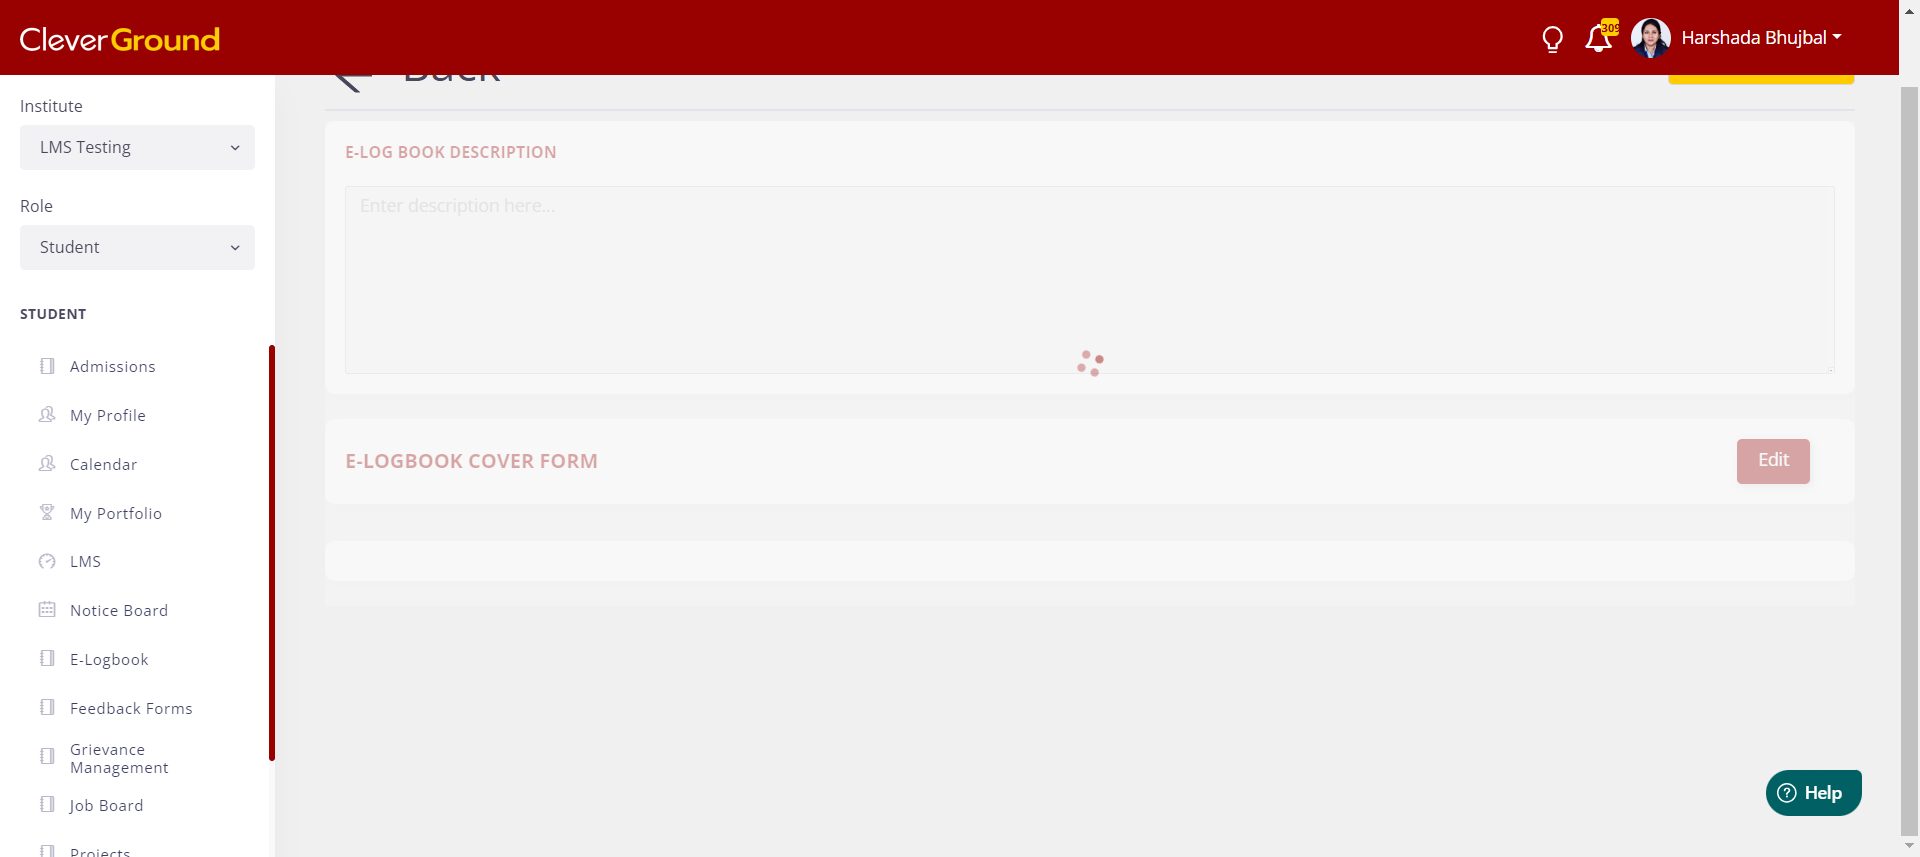 CleverGround
309
Harshada Bhujbal
Back
Institute
LMS Testing
Role
Student
STUDENT
Admissions
My Profile
Calendar
My Portfolio
LMS
Notice Board
E-Logbook
Feedback Forms
Grievance
Management
Job Board
Projects
E-LOG BOOK DESCRIPTION
Enter description here...
E-LOGBOOK COVER FORM
Edit
Help